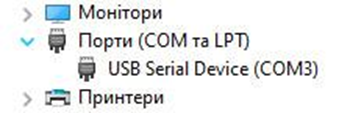 Монітори
Порти (COM та LPT)
USB Serial Device (COM3)
Принтери